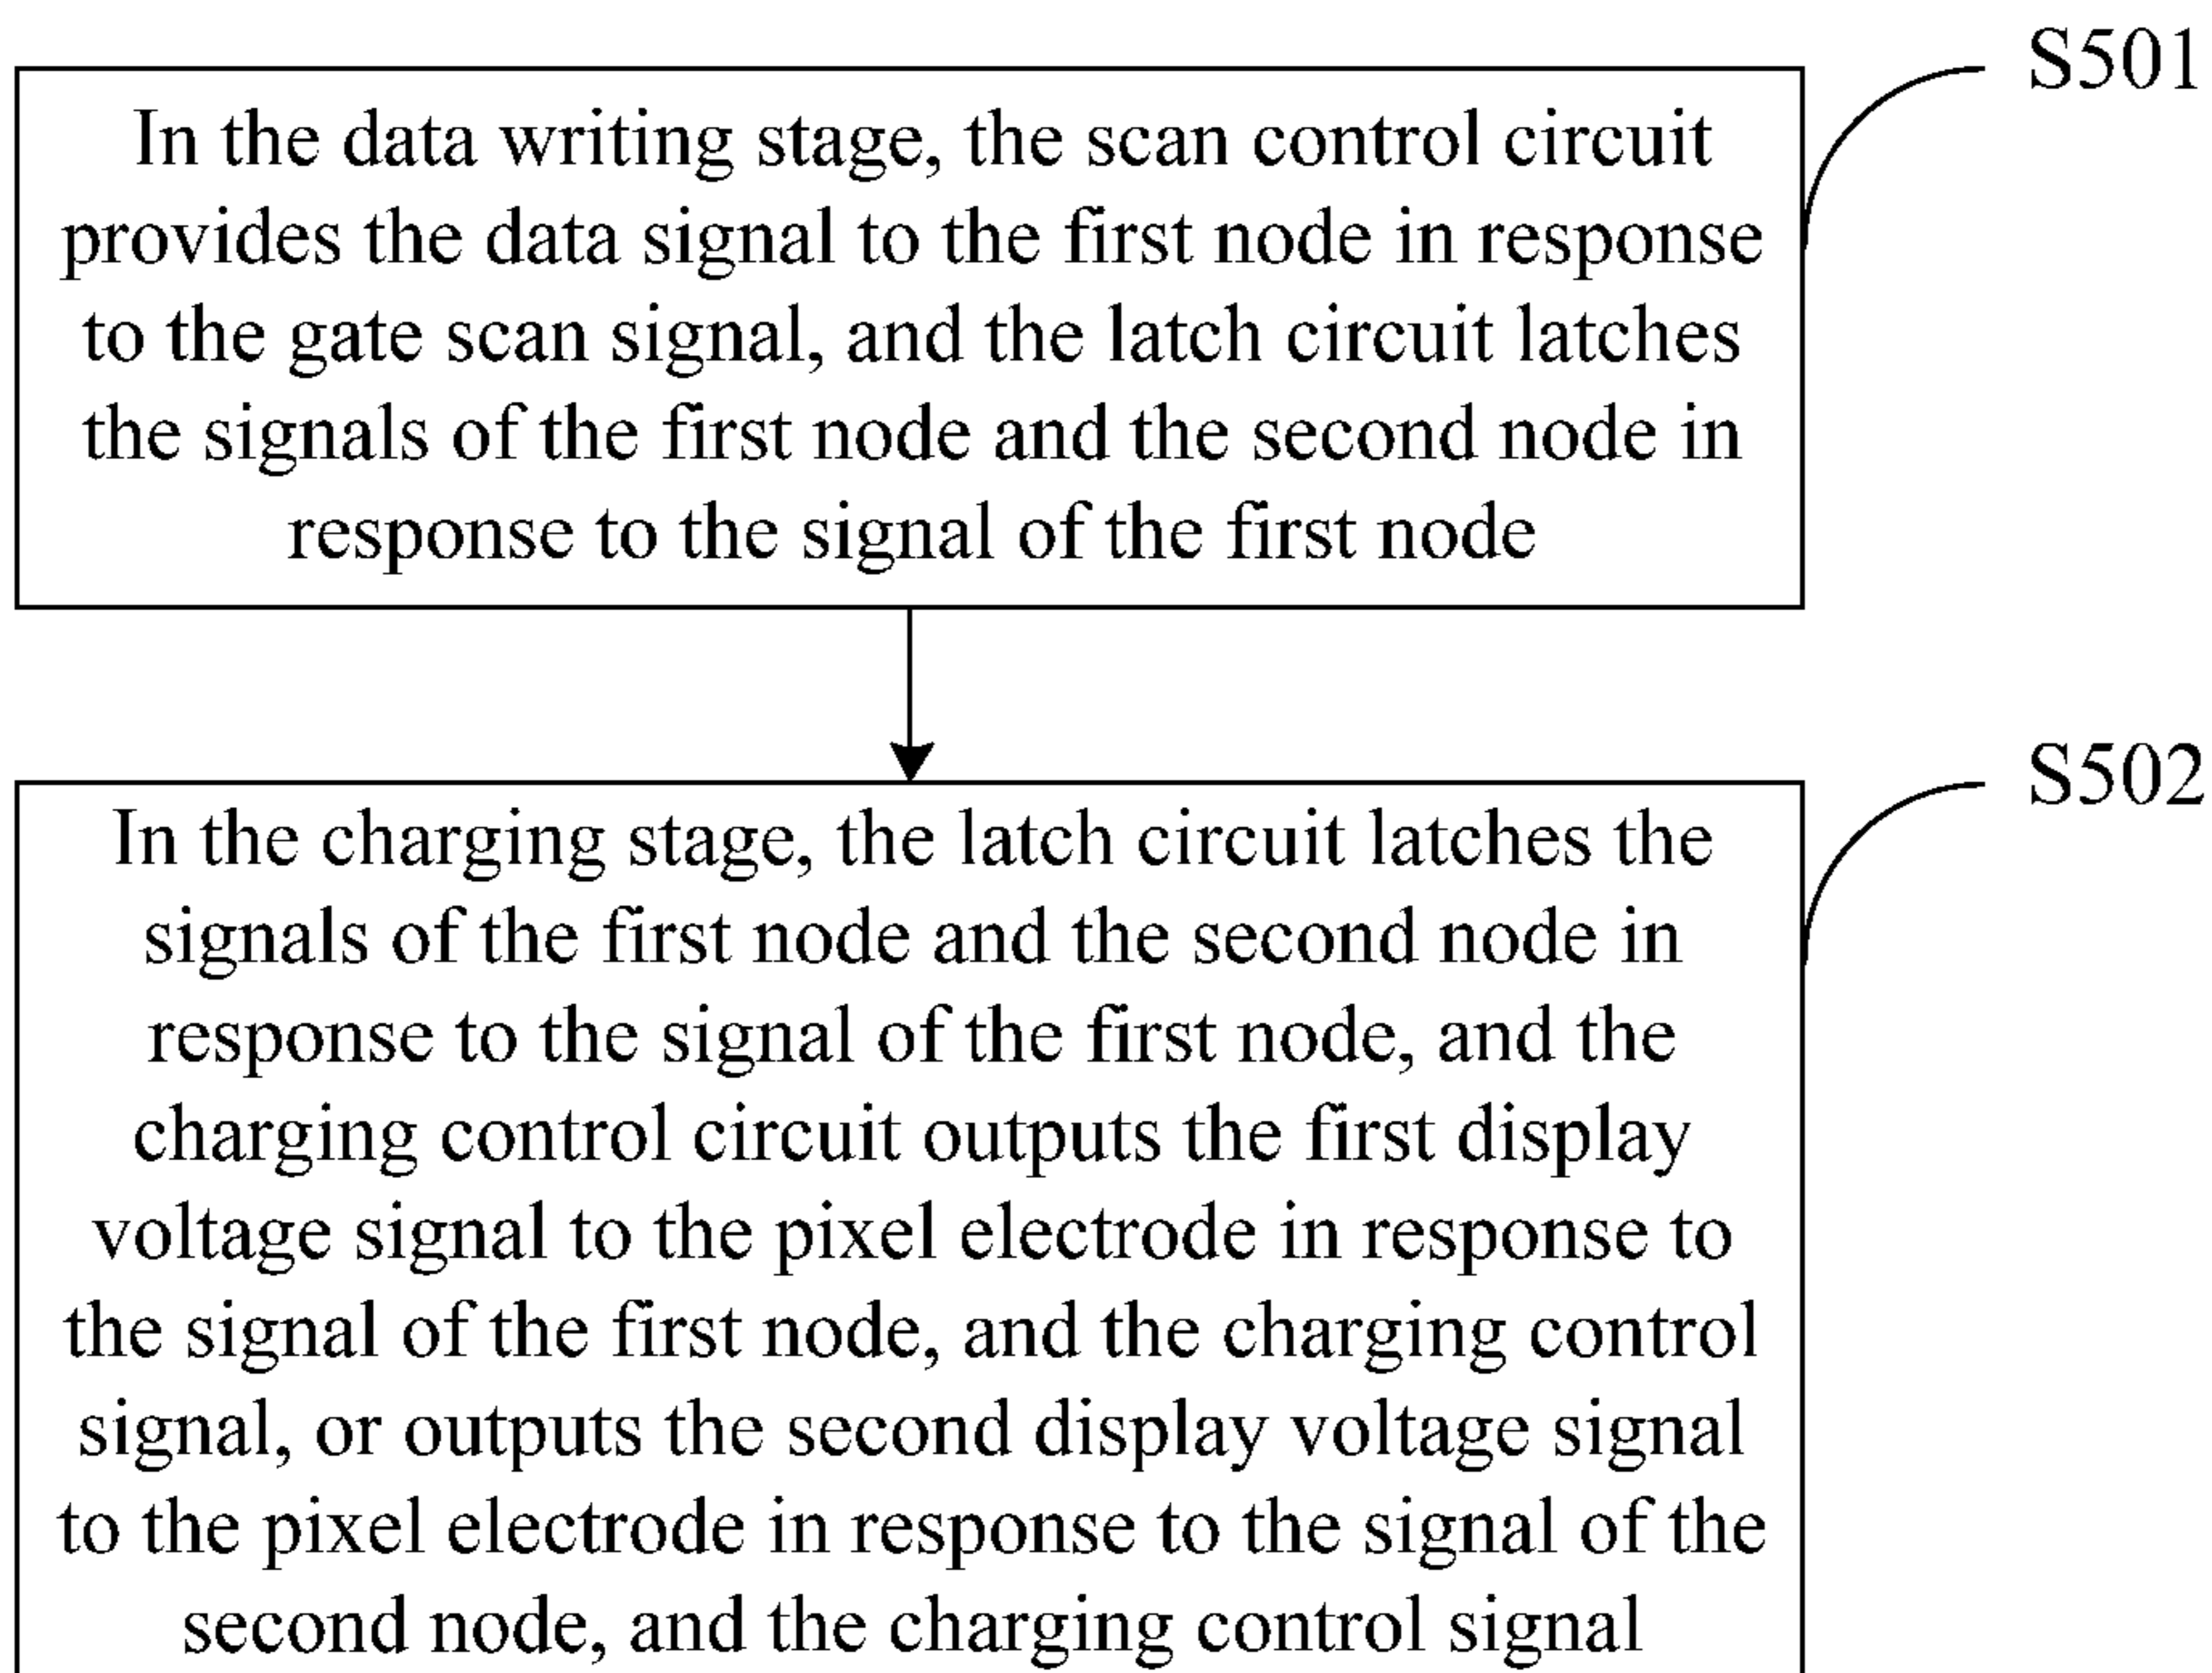 S501
In the data writing stage, the scan control circuit
provides the data signal to the first node in response
to the gate scan signal, and the latch circuit latches
the signals of the first node and the second node in
response to the signal of the first node
S502
In the charging stage, the latch circuit latches the
signals of the first node and the second node in
response to the signal of the first node, and the
charging control circuit outputs the first display
voltage signal to the pixel electrode in response to
the signal of the first node, and the charging control
signal, or outputs the second display voltage signal
to the pixel electrode in response to the signal of the
second node, and the charging control signal